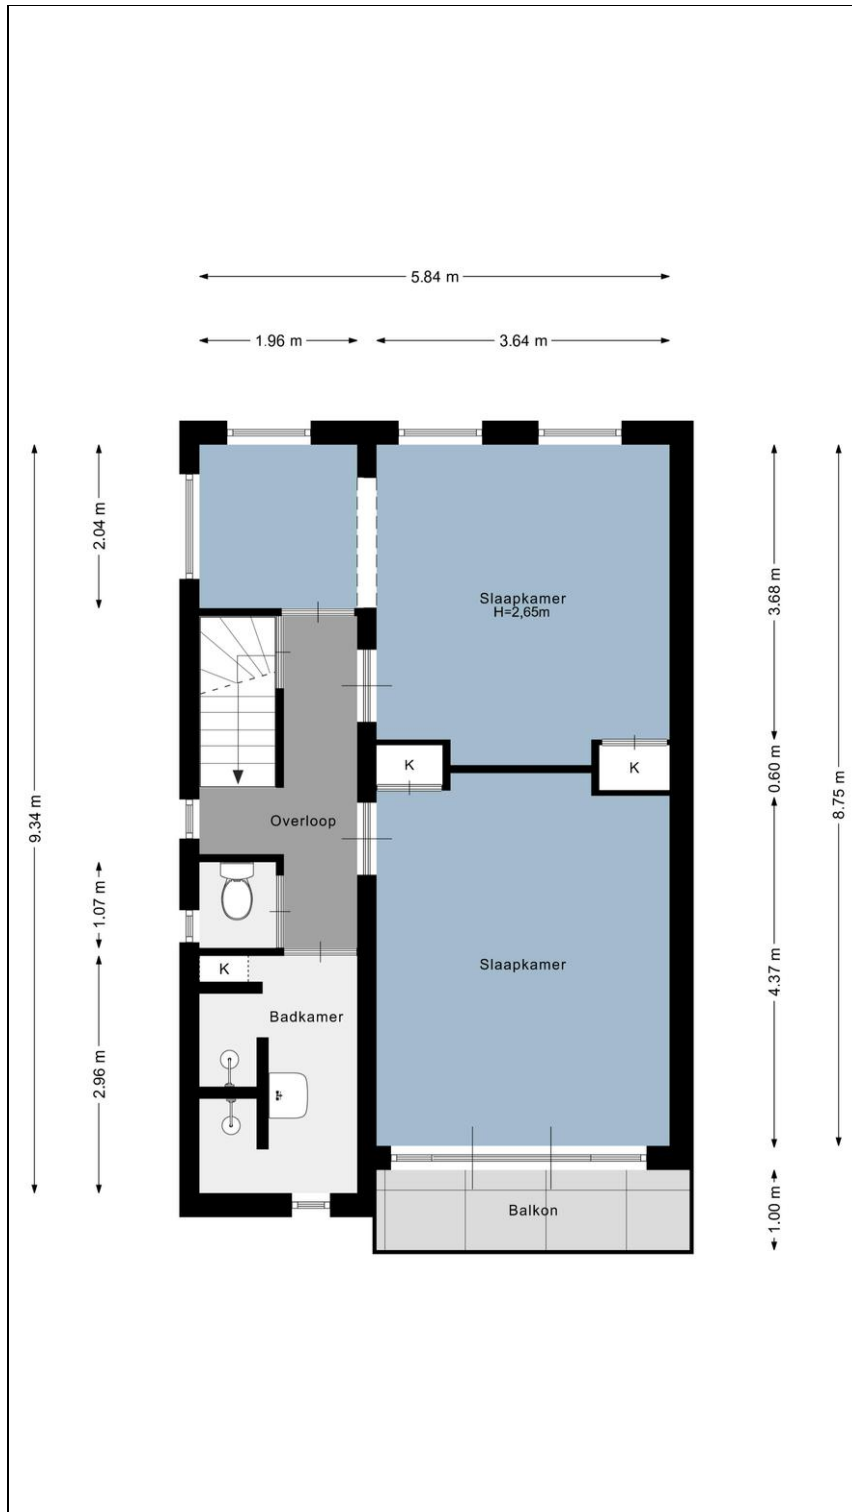 5.84 m
1.96 m
3.64 m
2.04 m
3.68 m
Slaapkamer
H=2,65m
K
K
0.60 m
9.34 m
8.75 m
Overloop
1.07 m
K
Slaapkamer
4.37 m
Badkamer
2.96 m
Balkon
1.00 m